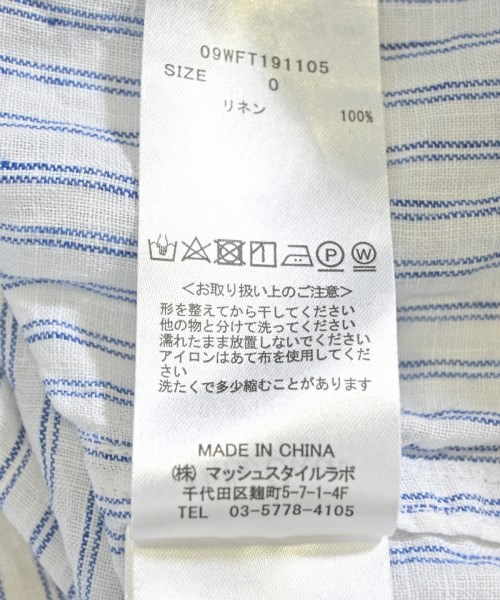 09WFT191105
SIZE 0
リネン 100%
P W
<お取り扱い上のご注意>
形を整えてから干してください
他の物と分けて洗ってください
濡れたまま放置しないでください
アイロンはあて布を使用してくだ
さい
洗たくで多少縮むことがあります
MADE IN CHINA
(株) マッシュスタイルラボ
千代田区麹町5-7-1-4F
TEL 03-5778-4105